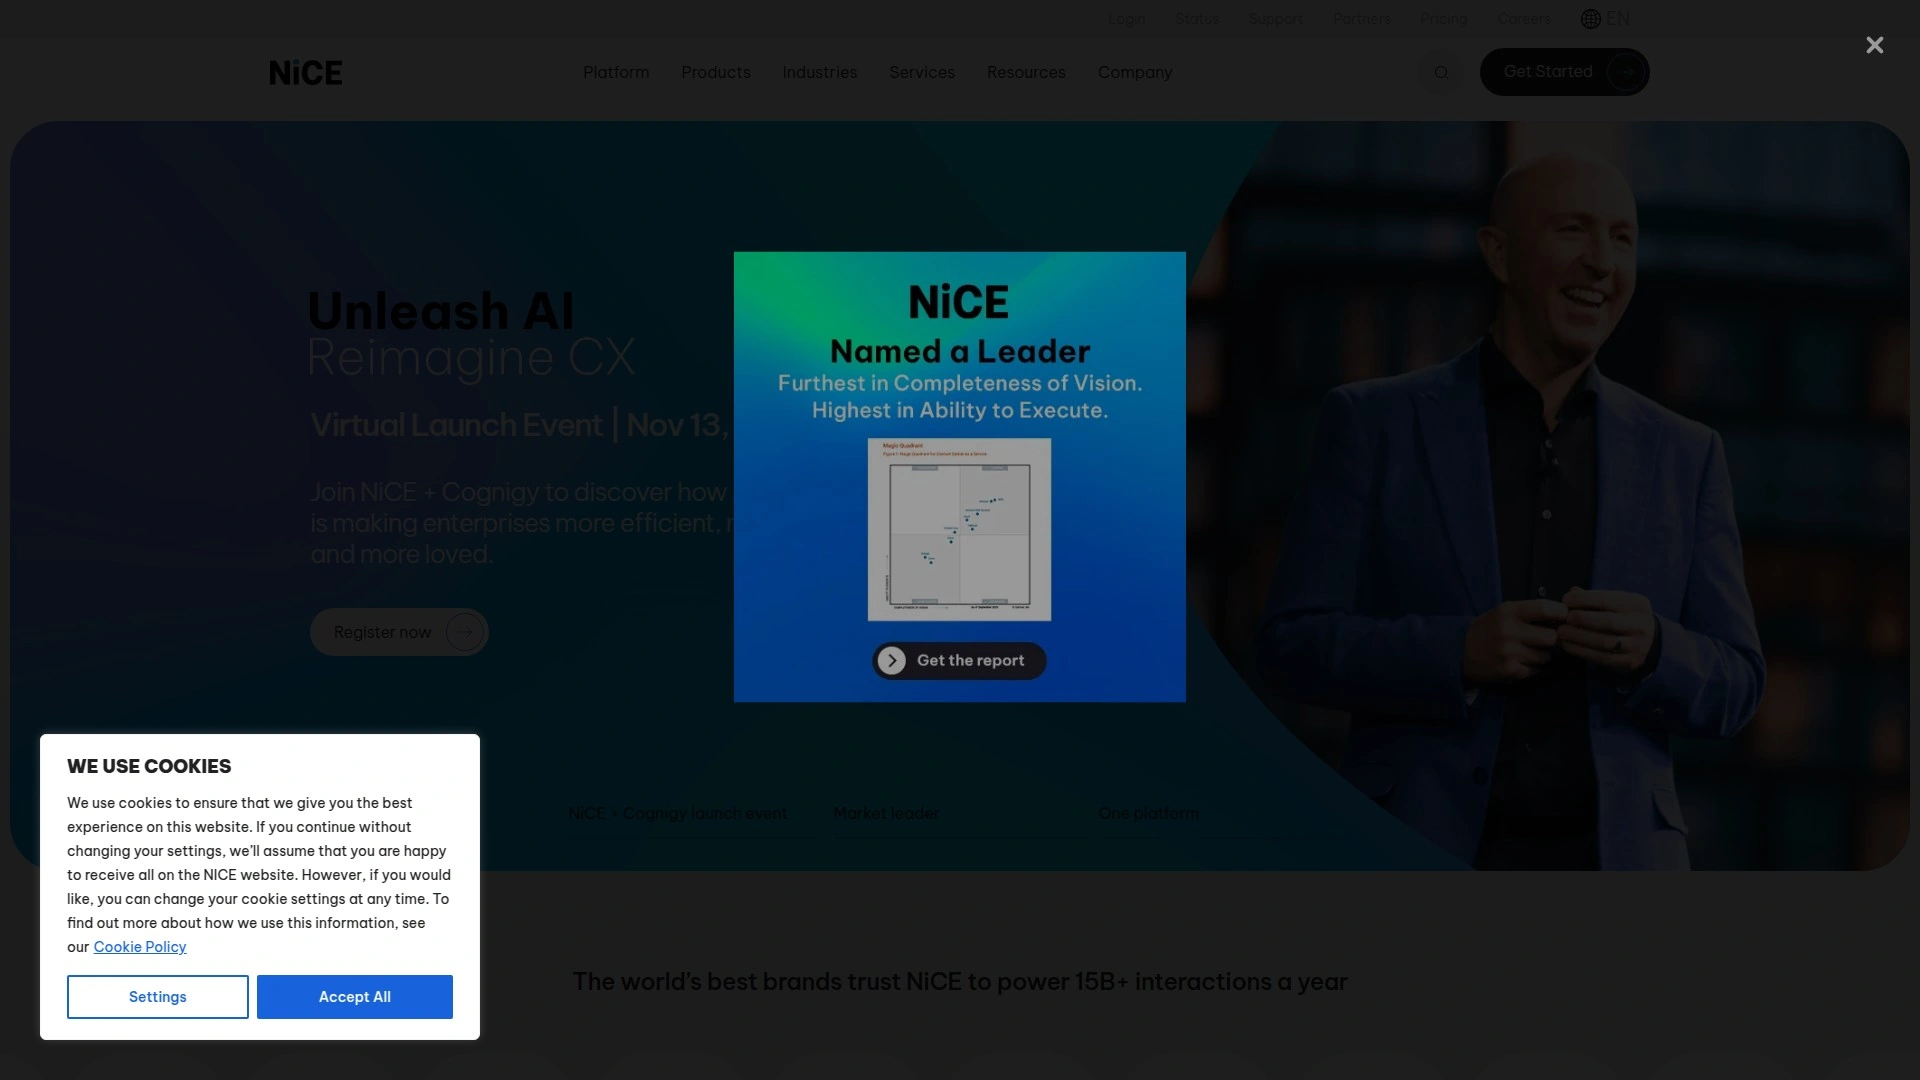 Login Status Support Partners Pricing Careers EN
NiCE Platform Products Industries Services Resources Company Get Started
Unleash AI
Reimagine CX
Virtual Launch Event | Nov 13,
Join NiCE + Cognigy to discover how
is making enterprises more efficient,
and more loved.
Register now
NiCE
Named a Leader
Furthest in Completeness of Vision.
Highest in Ability to Execute.
Magic Quadrant
Get the report
NiCE + Cognigy launch event Market leader One platform
WE USE COOKIES
We use cookies to ensure that we give you the best
experience on this website. If you continue without
changing your settings, we'll assume that you are happy
to receive all on the NICE website. However, if you would
like, you can change your cookie settings at any time. To
find out more about how we use this information, see
our Cookie Policy
Settings Accept All
The world's best brands trust NiCE to power 15B+ interactions a year